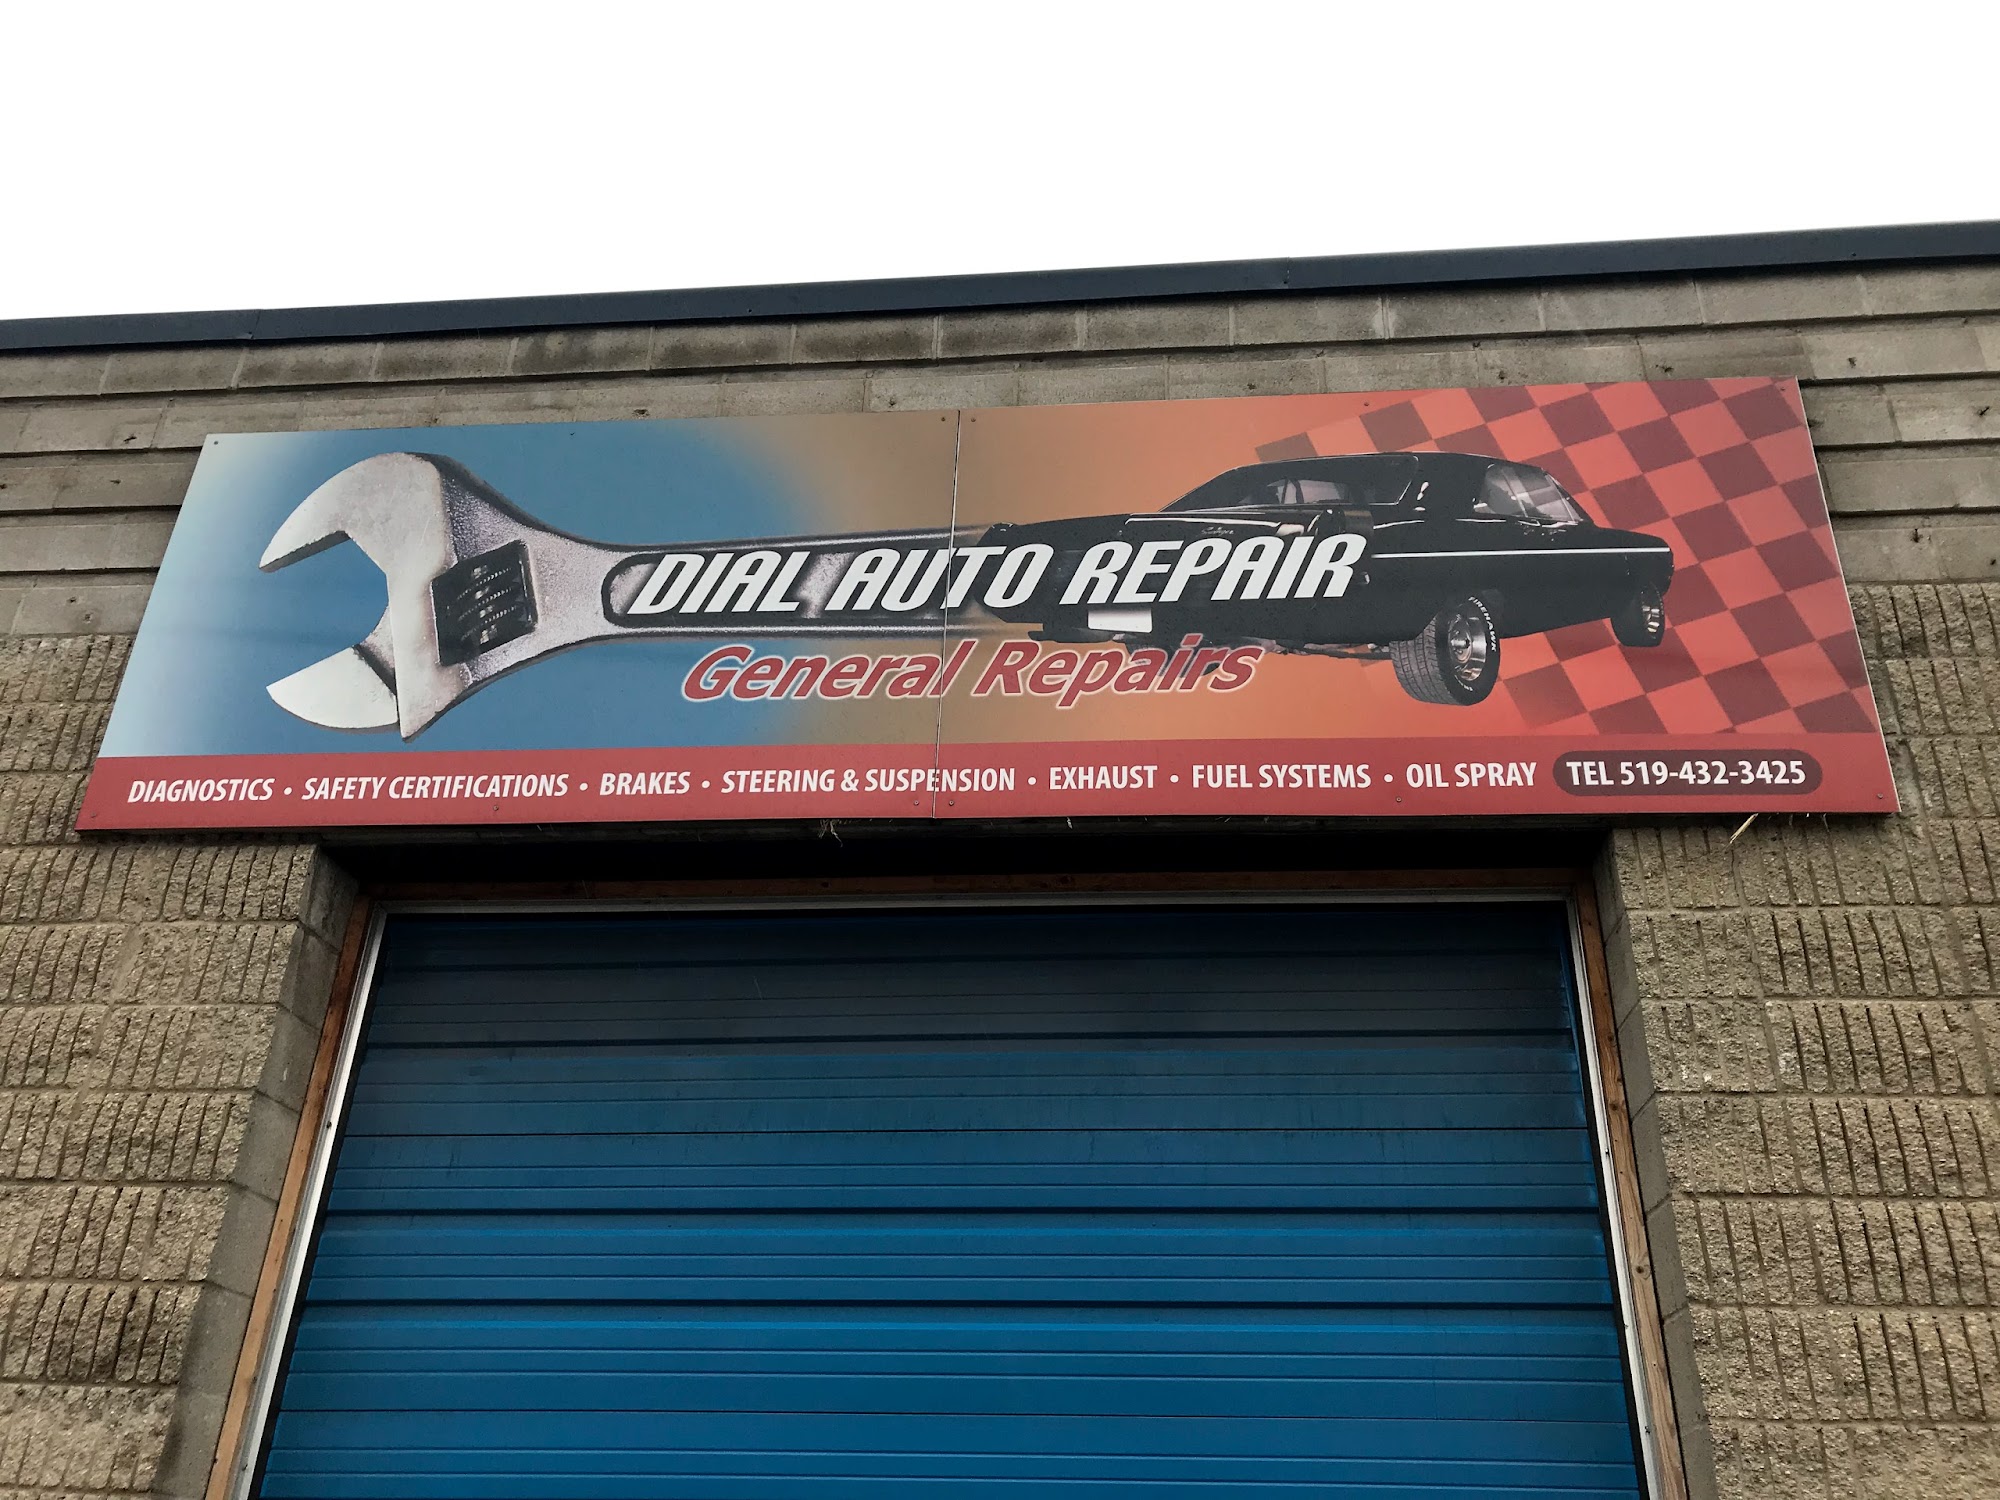 DIAL AUTO REPAIR
General Repairs
FIREHAWK
DIAGNOSTICS • SAFETY CERTIFICATIONS • BRAKES • STEERING & SUSPENSION • EXHAUST • FUEL SYSTEMS • OIL SPRAY TEL 519-432-3425